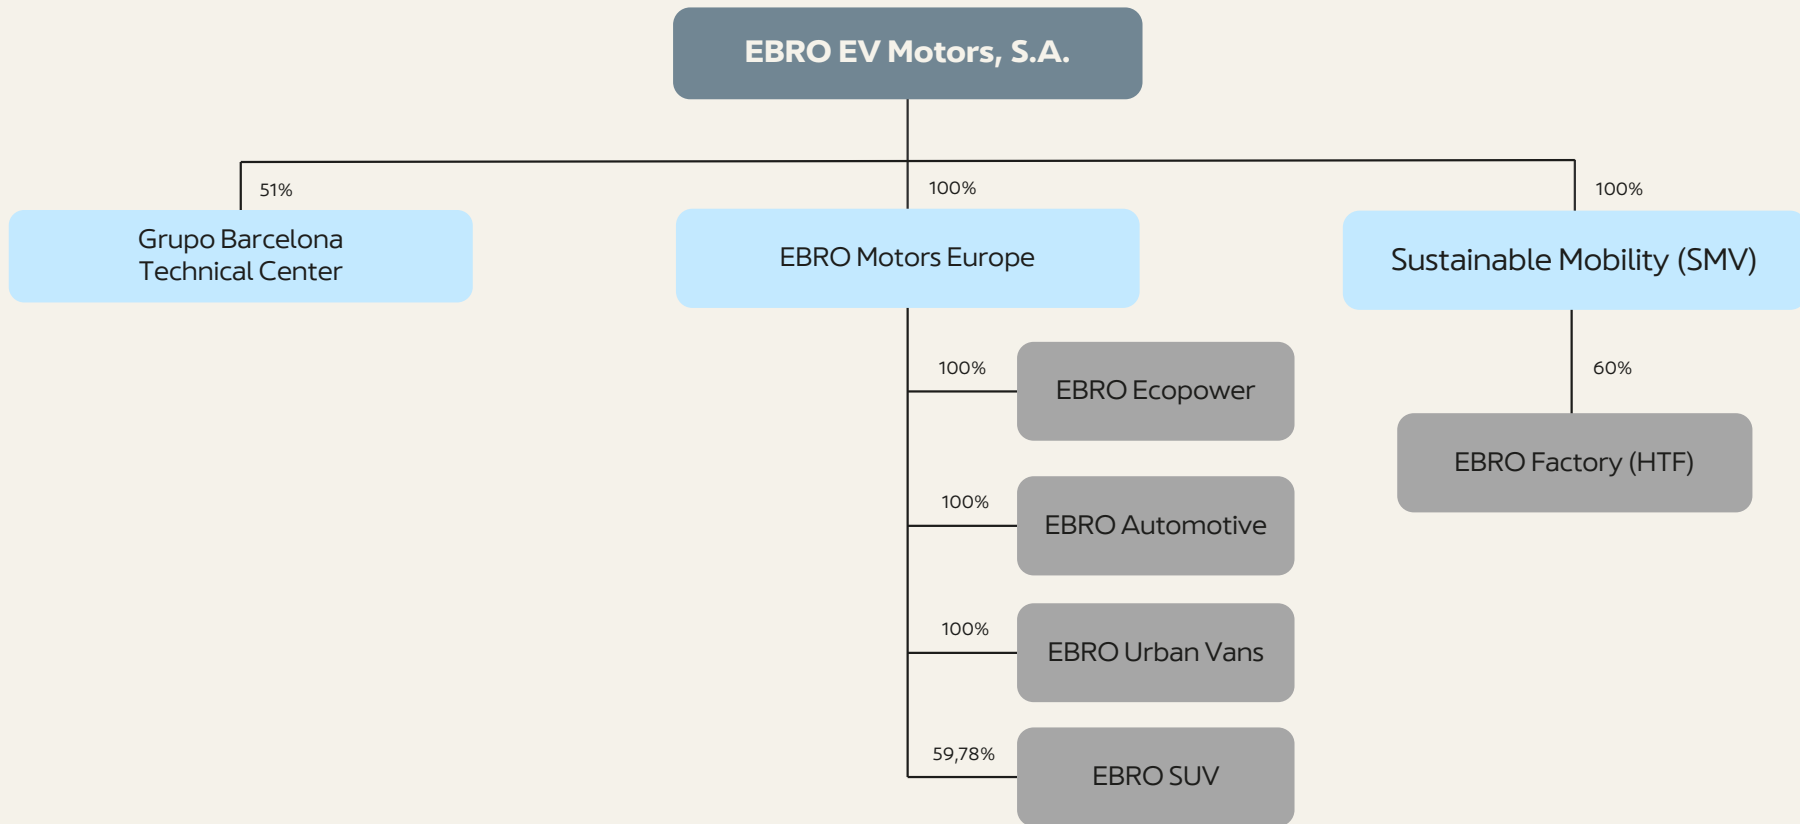 EBRO EV Motors, S.A.
51%
100%
100%
Grupo Barcelona
Technical Center
EBRO Motors Europe
Sustainable Mobility (SMV)
100%
EBRO Ecopower
60%
EBRO Factory (HTF)
100%
EBRO Automotive
100%
EBRO Urban Vans
59,78%
EBRO SUV